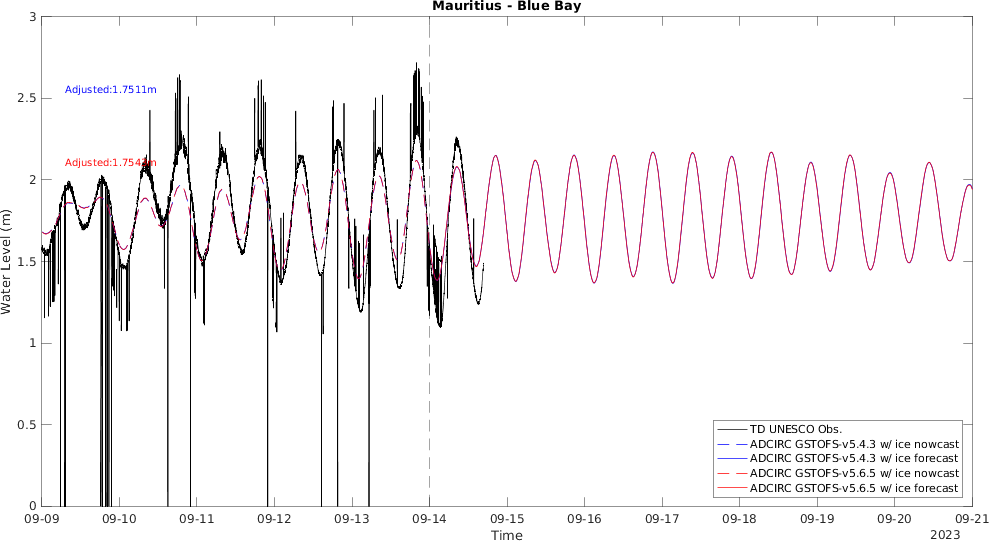 Mauritius - Blue Bay
Adjusted:1.7511m
Adjusted:1.754
Water Level (m)
3
2.5
2
1.5
1
0.5
0
09-09
09-10
09-11
09-12
09-13
09-14
09-15
09-16
09-17
09-18
09-19
09-20
09-21
Time
2023
TD UNESCO Obs.
ADCIRC GSTOFS-v5.4.3 w/ ice nowcast
ADCIRC GSTOFS-v5.4.3 w/ ice forecast
ADCIRC GSTOFS-v5.6.5 w/ ice nowcast
ADCIRC GSTOFS-v5.6.5 w/ ice forecast